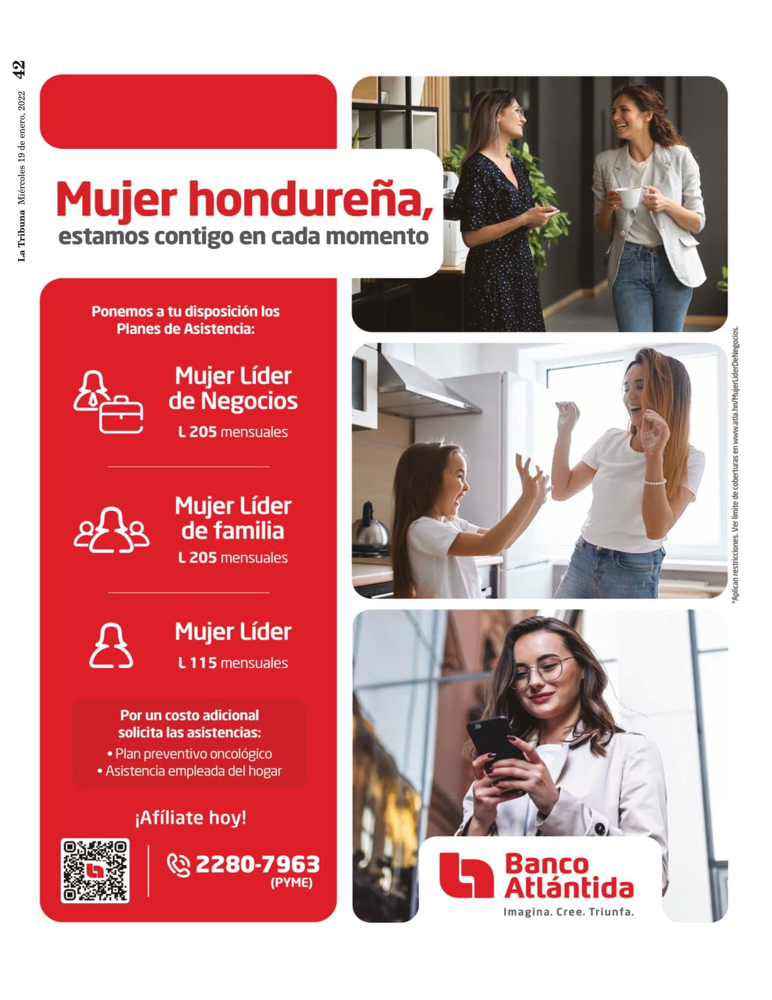 La Tribuna Miércoles 19 de enero, 2022 42
Mujer hondureña,
estamos contigo en cada momento
Ponemos a tu disposición los
Planes de Asistencia:
Mujer Líder
de Negocios
L 205 mensuales
Mujer Líder
de familia
L 205 mensuales
Mujer Líder
L 115 mensuales
Por un costo adicional
solicita las asistencias:
• Plan preventivo oncológico
• Asistencia empleada del hogar
¡Afíliate hoy!
2280-7963
(PYME)
*Aplican restricciones. Ver limite de coberturas en www.atla.hn/MujerLiderDeNegocios.
Banco
Atlántida
Imagina. Cree. Triunfa.